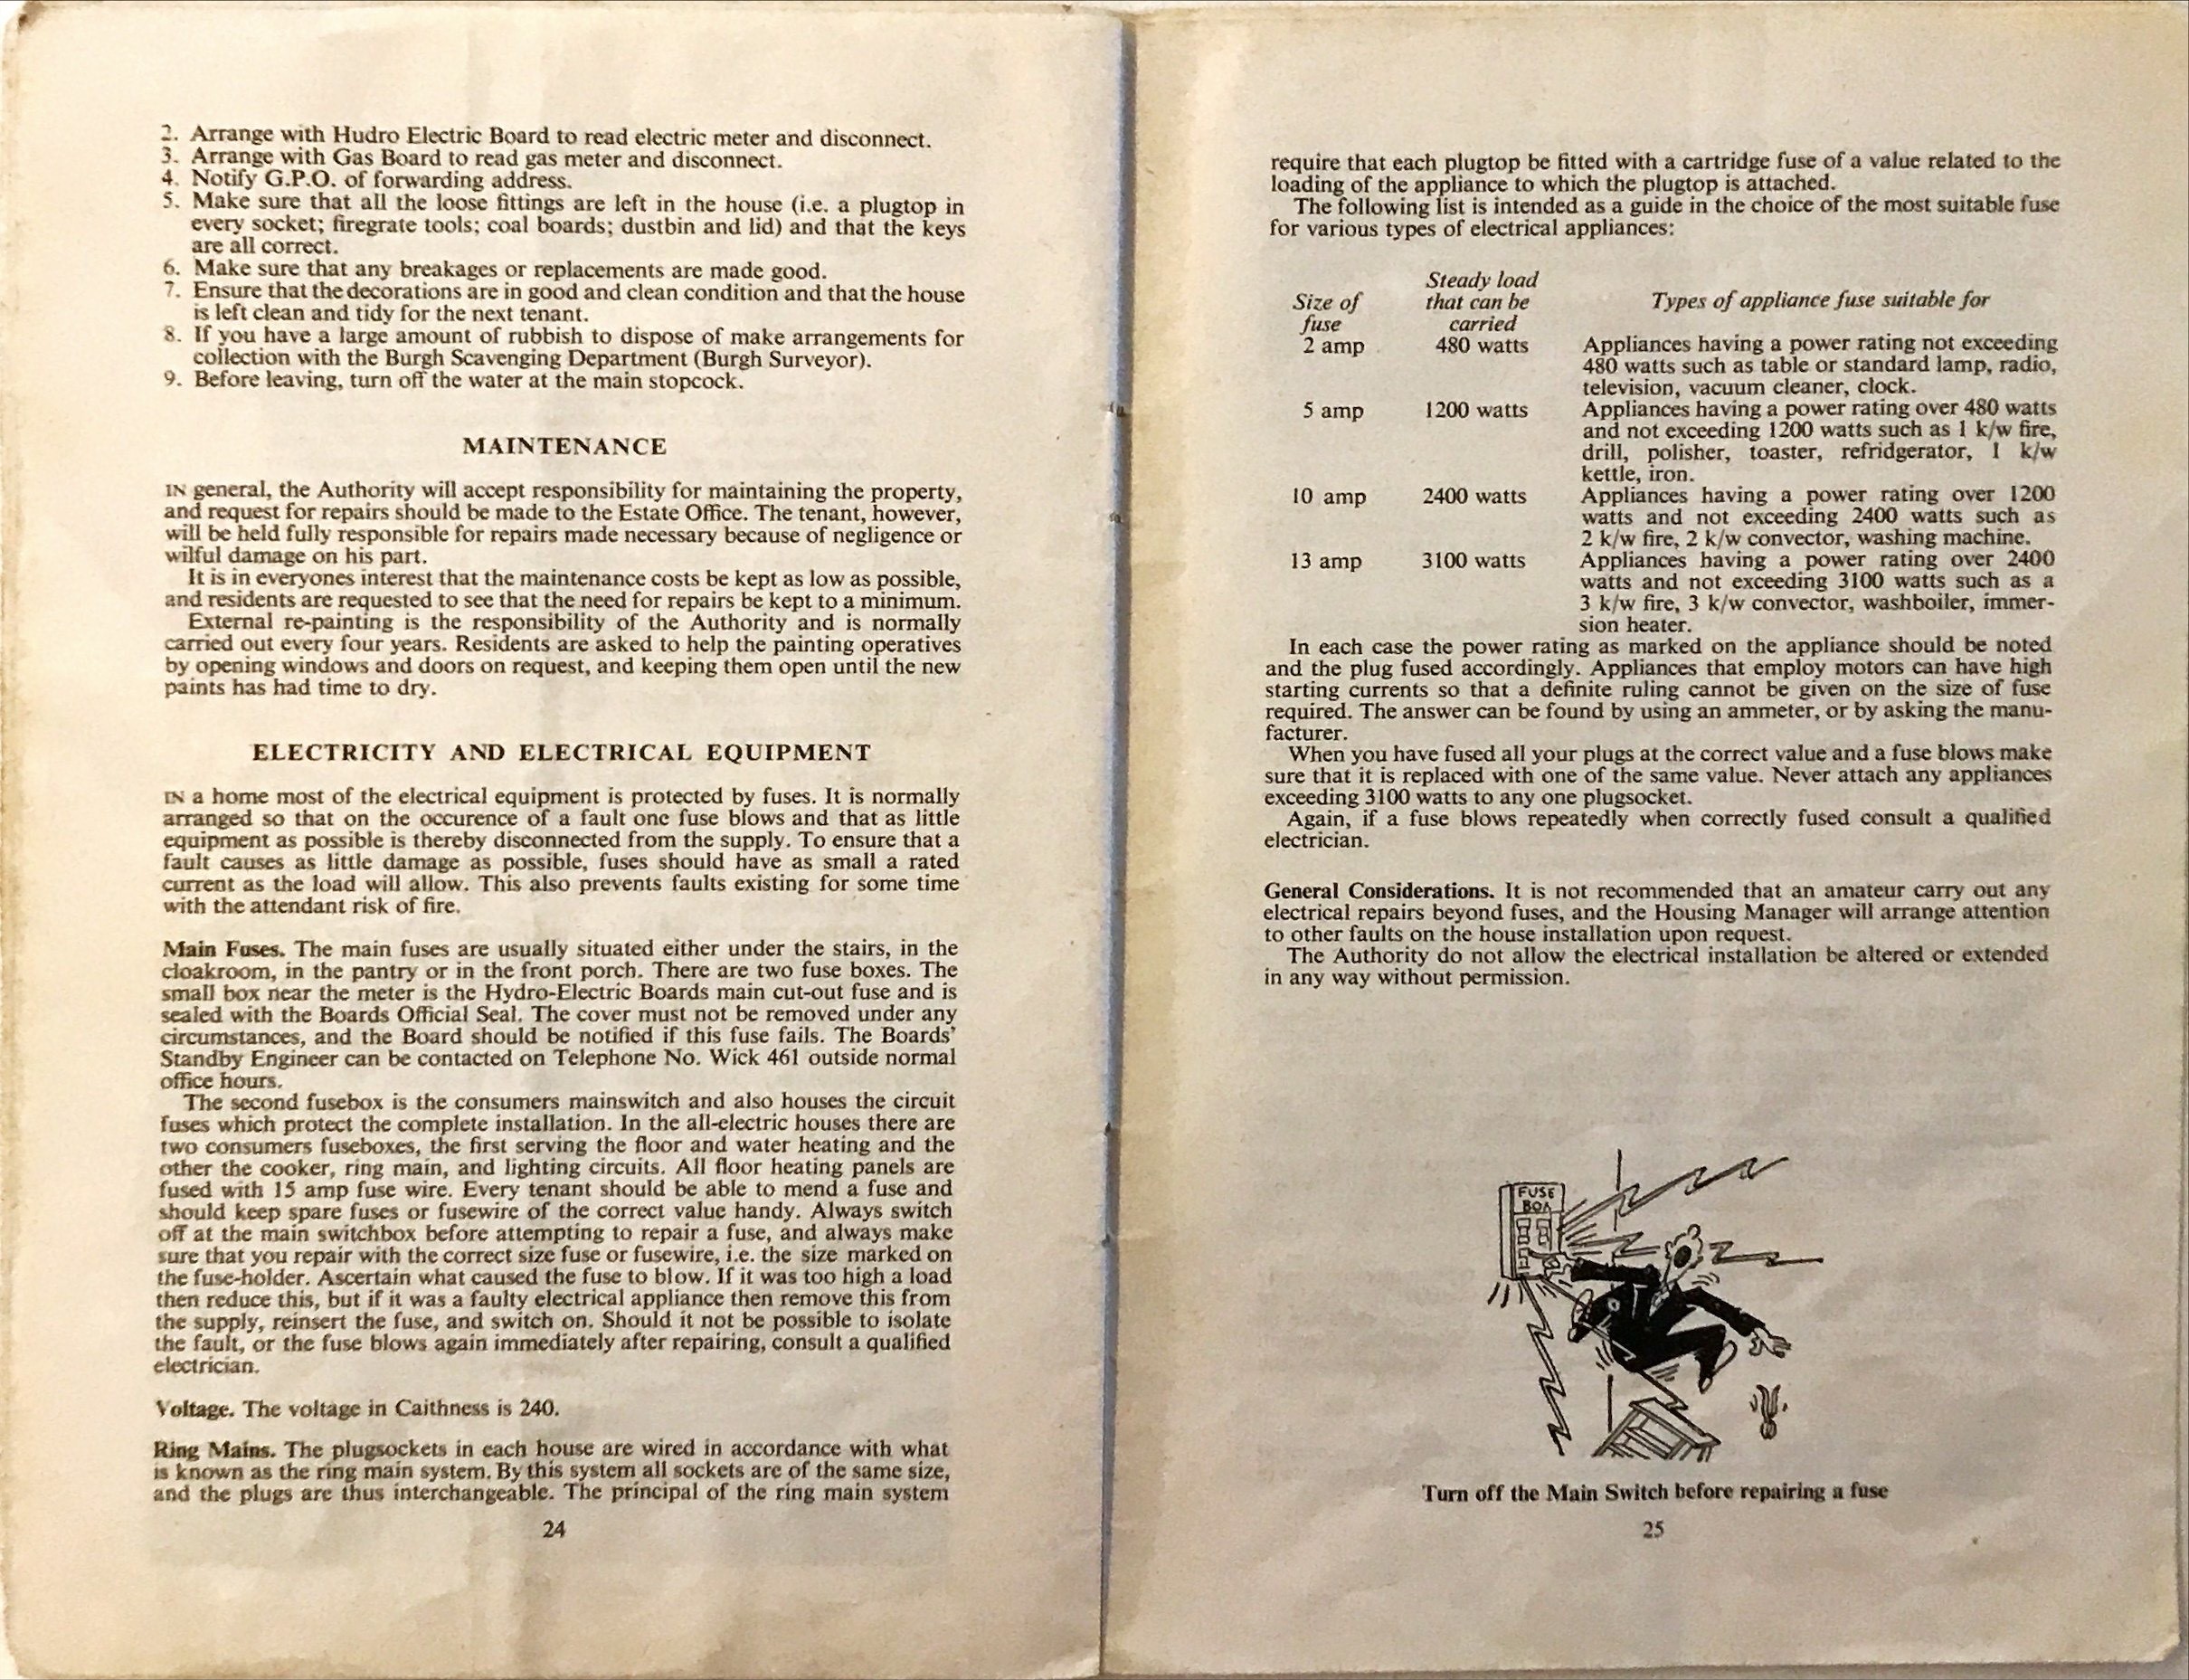 2. Arrange with Hudro Electric Board to read electric meter and disconnect.
3. Arrange with Gas Board to read gas meter and disconnect.
4. Notify G.P.O. of forwarding address.
5. Make sure that all the loose fittings are left in the house (i.e. a plugtop in
every socket; firegrate tools; coal boards; dustbin and lid) and that the keys
are all correct.
6. Make sure that any breakages or replacements are made good.
7. Ensure that the decorations are in good and clean condition and that the house
is left clean and tidy for the next tenant.
8. If you have a large amount of rubbish to dispose of make arrangements for
collection with the Burgh Scavenging Department (Burgh Surveyor).
9. Before leaving, turn off the water at the main stopcock.
MAINTENANCE
IN general, the Authority will accept responsibility for maintaining the property,
and request for repairs should be made to the Estate Office. The tenant, however,
will be held fully responsible for repairs made necessary because of negligence or
wilful damage on his part.
It is in everyones interest that the maintenance costs be kept as low as possible,
and residents are requested to see that the need for repairs be kept to a minimum.
External re-painting is the responsibility of the Authority and is normally
carried out every four years. Residents are asked to help the painting operatives
by opening windows and doors on request, and keeping them open until the new
paints has had time to dry.
ELECTRICITY AND ELECTRICAL EQUIPMENT
IN a home most of the electrical equipment is protected by fuses. It is normally
arranged so that on the occurence of a fault one fuse blows and that as little
equipment as possible is thereby disconnected from the supply. To ensure that a
fault causes as little damage as possible, fuses should have as small a rated
current as the load will allow. This also prevents faults existing for some time
with the attendant risk of fire.
Main Fuses. The main fuses are usually situated either under the stairs, in the
cloakroom, in the pantry or in the front porch. There are two fuse boxes. The
small box near the meter is the Hydro-Electric Boards main cut-out fuse and is
sealed with the Boards Official Seal. The cover must not be removed under any
circumstances, and the Board should be notified if this fuse fails. The Boards'
Standby Engineer can be contacted on Telephone No. Wick 461 outside normal
office hours.
The second fusebox is the consumers mainswitch and also houses the circuit
fuses which protect the complete installation. In the all-electric houses there are
two consumers fuseboxes, the first serving the floor and water heating and the
other the cooker, ring main, and lighting circuits. All floor heating panels are
fused with 15 amp fuse wire. Every tenant should be able to mend a fuse and
should keep spare fuses or fusewire of the correct value handy. Always switch
off at the main switchbox before attempting to repair a fuse, and always make
sure that you repair with the correct size fuse or fusewire, i.e. the size marked on
the fuse-holder. Ascertain what caused the fuse to blow. If it was too high a load
then reduce this, but if it was a faulty electrical appliance then remove this from
the supply, reinsert the fuse, and switch on. Should it not be possible to isolate
the fault, or the fuse blows again immediately after repairing, consult a qualified
electrician.
Voltage. The voltage in Caithness is 240.
Ring Mains. The plugsockets in each house are wired in accordance with what
is known as the ring main system. By this system all sockets are of the same size,
and the plugs are thus interchangeable. The principal of the ring main system
24
require that each plugtop be fitted with a cartridge fuse of a value related to the
loading of the appliance to which the plugtop is attached.
The following list is intended as a guide in the choice of the most suitable fuse
for various types of electrical appliances:
Size of fuse Steady load that can be carried Types of appliance fuse suitable for
2 amp 480 watts Appliances having a power rating not exceeding
480 watts such as table or standard lamp, radio,
television, vacuum cleaner, clock.
5 amp 1200 watts Appliances having a power rating over 480 watts
and not exceeding 1200 watts such as 1 k/w fire,
drill, polisher, toaster, refridgerator, 1 k/w
kettle, iron.
10 amp 2400 watts Appliances having a power rating over 1200
watts and not exceeding 2400 watts such as
2 k/w fire, 2 k/w convector, washing machine.
13 amp 3100 watts Appliances having a power rating over 2400
watts and not exceeding 3100 watts such as a
3 k/w fire, 3 k/w convector, washboiler, immer-
sion heater.
In each case the power rating as marked on the appliance should be noted
and the plug fused accordingly. Appliances that employ motors can have high
starting currents so that a definite ruling cannot be given on the size of fuse
required. The answer can be found by using an ammeter, or by asking the manu-
facturer.
When you have fused all your plugs at the correct value and a fuse blows make
sure that it is replaced with one of the same value. Never attach any appliances
exceeding 3100 watts to any one plugsocket.
Again, if a fuse blows repeatedly when correctly fused consult a qualified
electrician.
General Considerations. It is not recommended that an amateur carry out any
electrical repairs beyond fuses, and the Housing Manager will arrange attention
to other faults on the house installation upon request.
The Authority do not allow the electrical installation be altered or extended
in any way without permission.
FUSE
BOX
Turn off the Main Switch before repairing a fuse
25